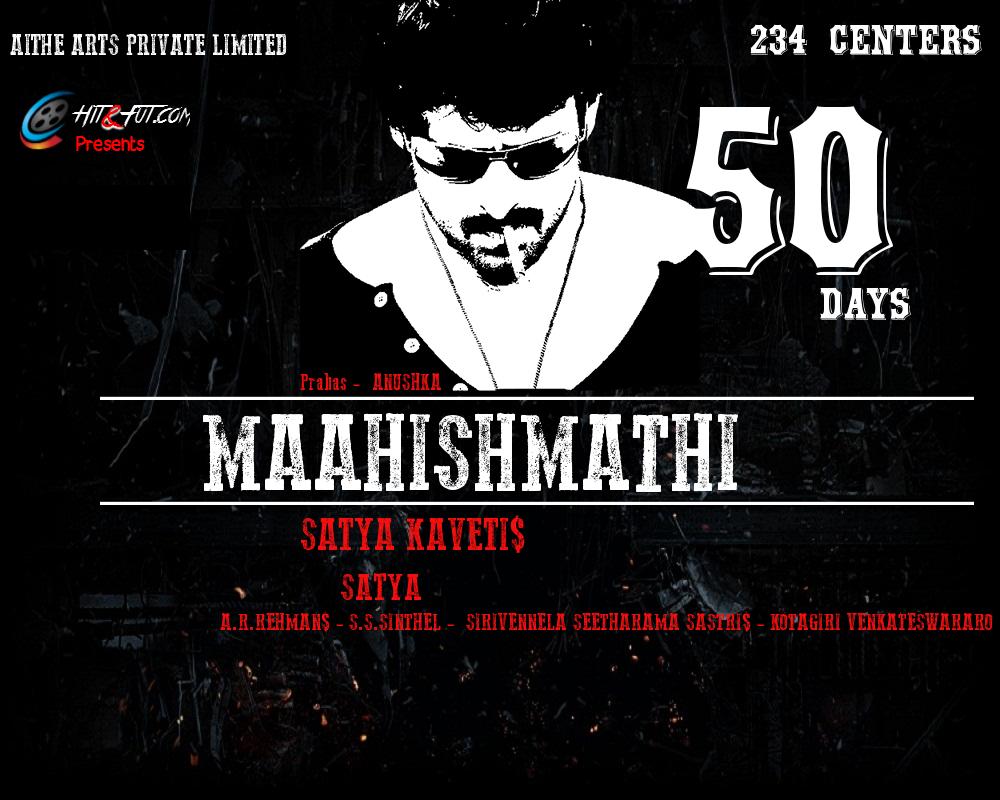 AITHE ARTS PRIVATE LIMITED
234 CENTERS
HIT&FUT.COM
Presents
50
DAYS
Prabas - ANUSHKA
MAAHISHMATHI
SATYA KAVETI$
SATYA
A.R.REHMAN$ - S.S.SINTHEL - SIRIVENNELA SEETHARAMA SASTRI$ - KOTAGIRI VENKATESWARARO